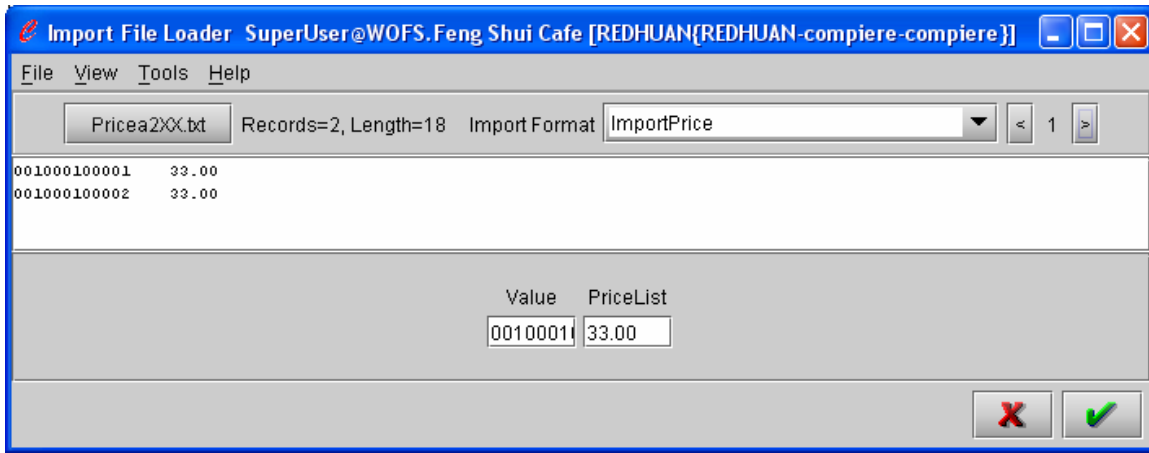 Import File Loader SuperUser@WOFS.Feng Shui Cafe [REDHUAN{REDHUAN-compiere-compiere}]
File View Tools Help
Pricea2XX.txt Records=2, Length=18 Import Format ImportPrice < 1 >
001000100001 33.00
001000100002 33.00
Value PriceList
0010001 33.00